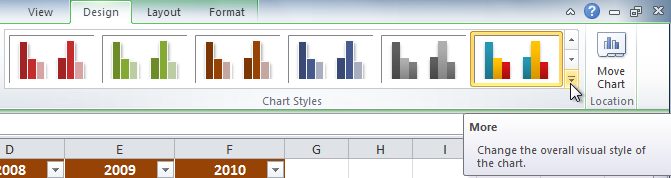 View Design Layout Format
Move
Chart
Chart Styles Location
More
Change the overall visual style of
the chart.
D E F G H I
2008 2009 2010